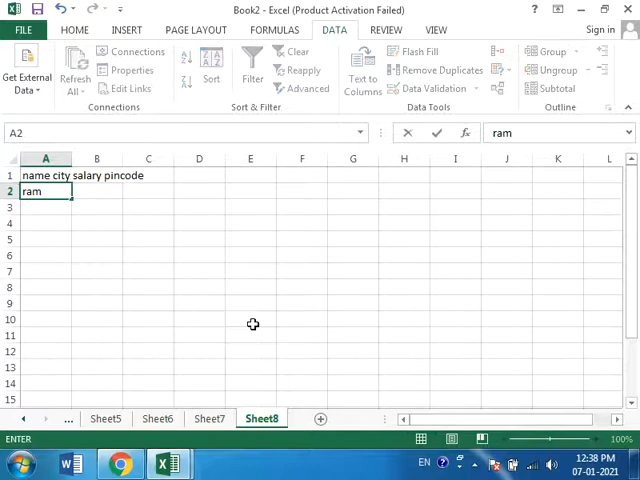 Book2 - Excel (Product Activation Failed)
FILE HOME INSERT PAGE LAYOUT FORMULAS DATA REVIEW VIEW Sign in
Get External Data
Refresh All
Connections
Properties
Edit Links
Connections
Sort
Filter
Clear
Reapply
Advanced
Sort & Filter
Text to Columns
Flash Fill
Remove Duplicates
Data Validation
Data Tools
Group
Ungroup
Subtotal
Outline
A2 ram
A B C D E F G H I J K L
1 name city salary pincode
2 ram
3
4
5
6
7
8
9
10
11
12
13
14
15
... Sheet5 Sheet6 Sheet7 Sheet8
ENTER 100%
EN 12:38 PM
07-01-2021